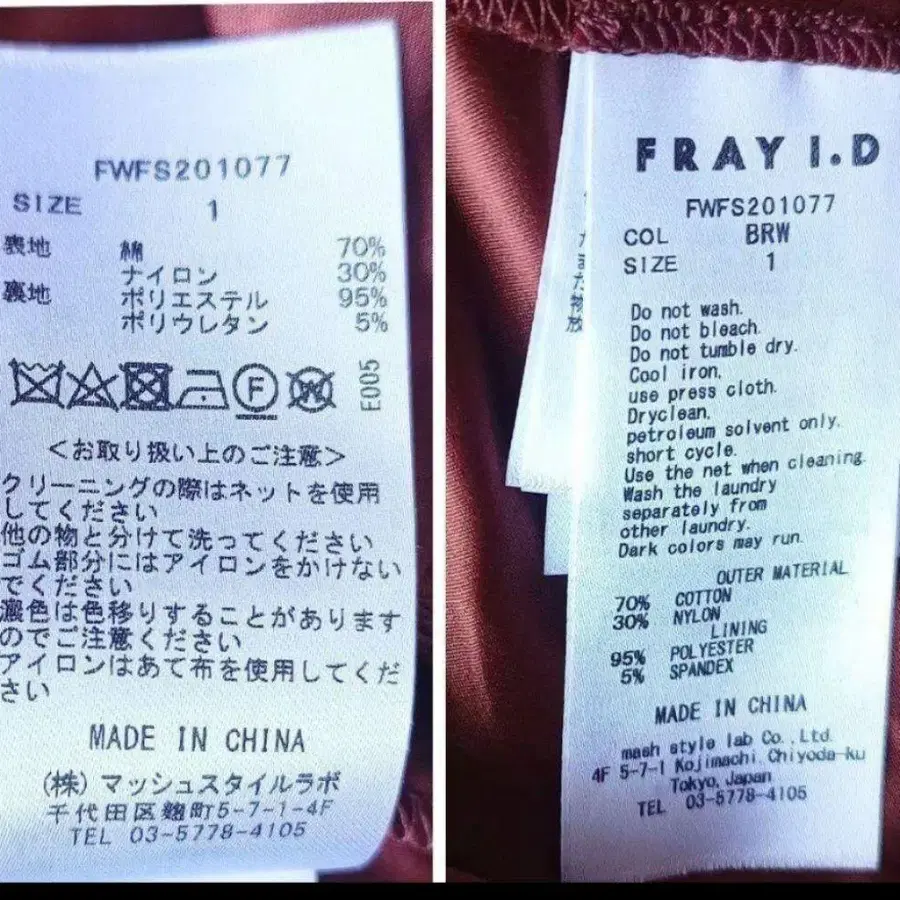 FWFS201077
SIZE 1
表地 綿 70%
ナイロン 30%
裏地 ポリエステル 95%
ポリウレタン 5%
F W E005
<お取り扱い上のご注意>
クリーニングの際はネットを使用
してください
他の物と分けて洗ってください
ゴム部分にはアイロンをかけない
でください
濃色は色移りすることがあります
のでご注意ください
アイロンはあて布を使用してくだ
さい
MADE IN CHINA
(株) マッシュスタイルラボ
千代田区麹町5-7-1-4F
TEL 03-5778-4105
FRAY I.D
FWFS201077
COL BRW
SIZE 1
Do not wash.
Do not bleach.
Do not tumble dry.
Cool iron,
use press cloth.
Dryclean,
petroleum solvent only.
short cycle.
Use the net when cleaning.
Wash the laundry
separately from
other laundry.
Dark colors may run.
OUTER MATERIAL
70% COTTON
30% NYLON
LINING
95% POLYESTER
5% SPANDEX
MADE IN CHINA
mash style lab Co.,Ltd.
4F 5-7-1 Kojimachi Chiyoda-ku
Tokyo,Japan
TEL 03-5778-4105